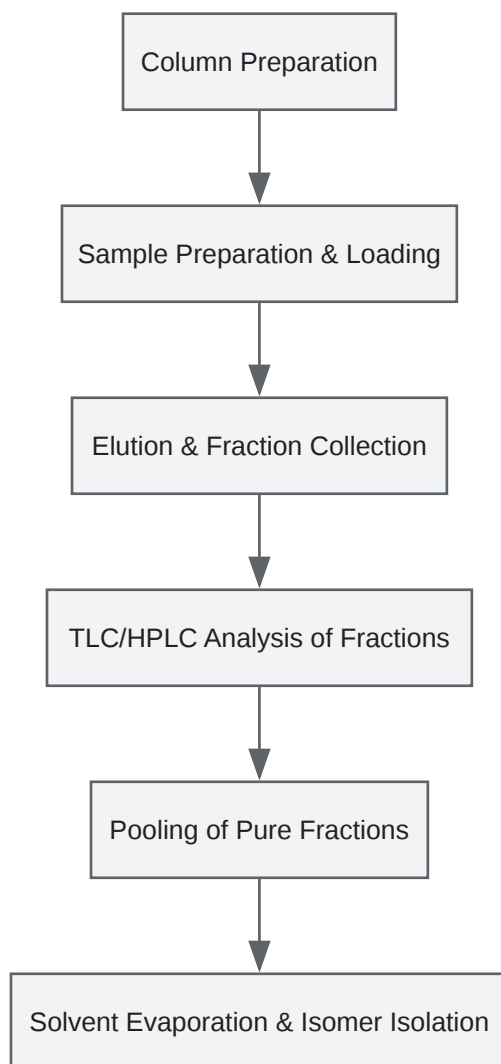 Column Preparation
Sample Preparation & Loading
Elution & Fraction Collection
TLC/HPLC Analysis of Fractions
Pooling of Pure Fractions
Solvent Evaporation & Isomer Isolation